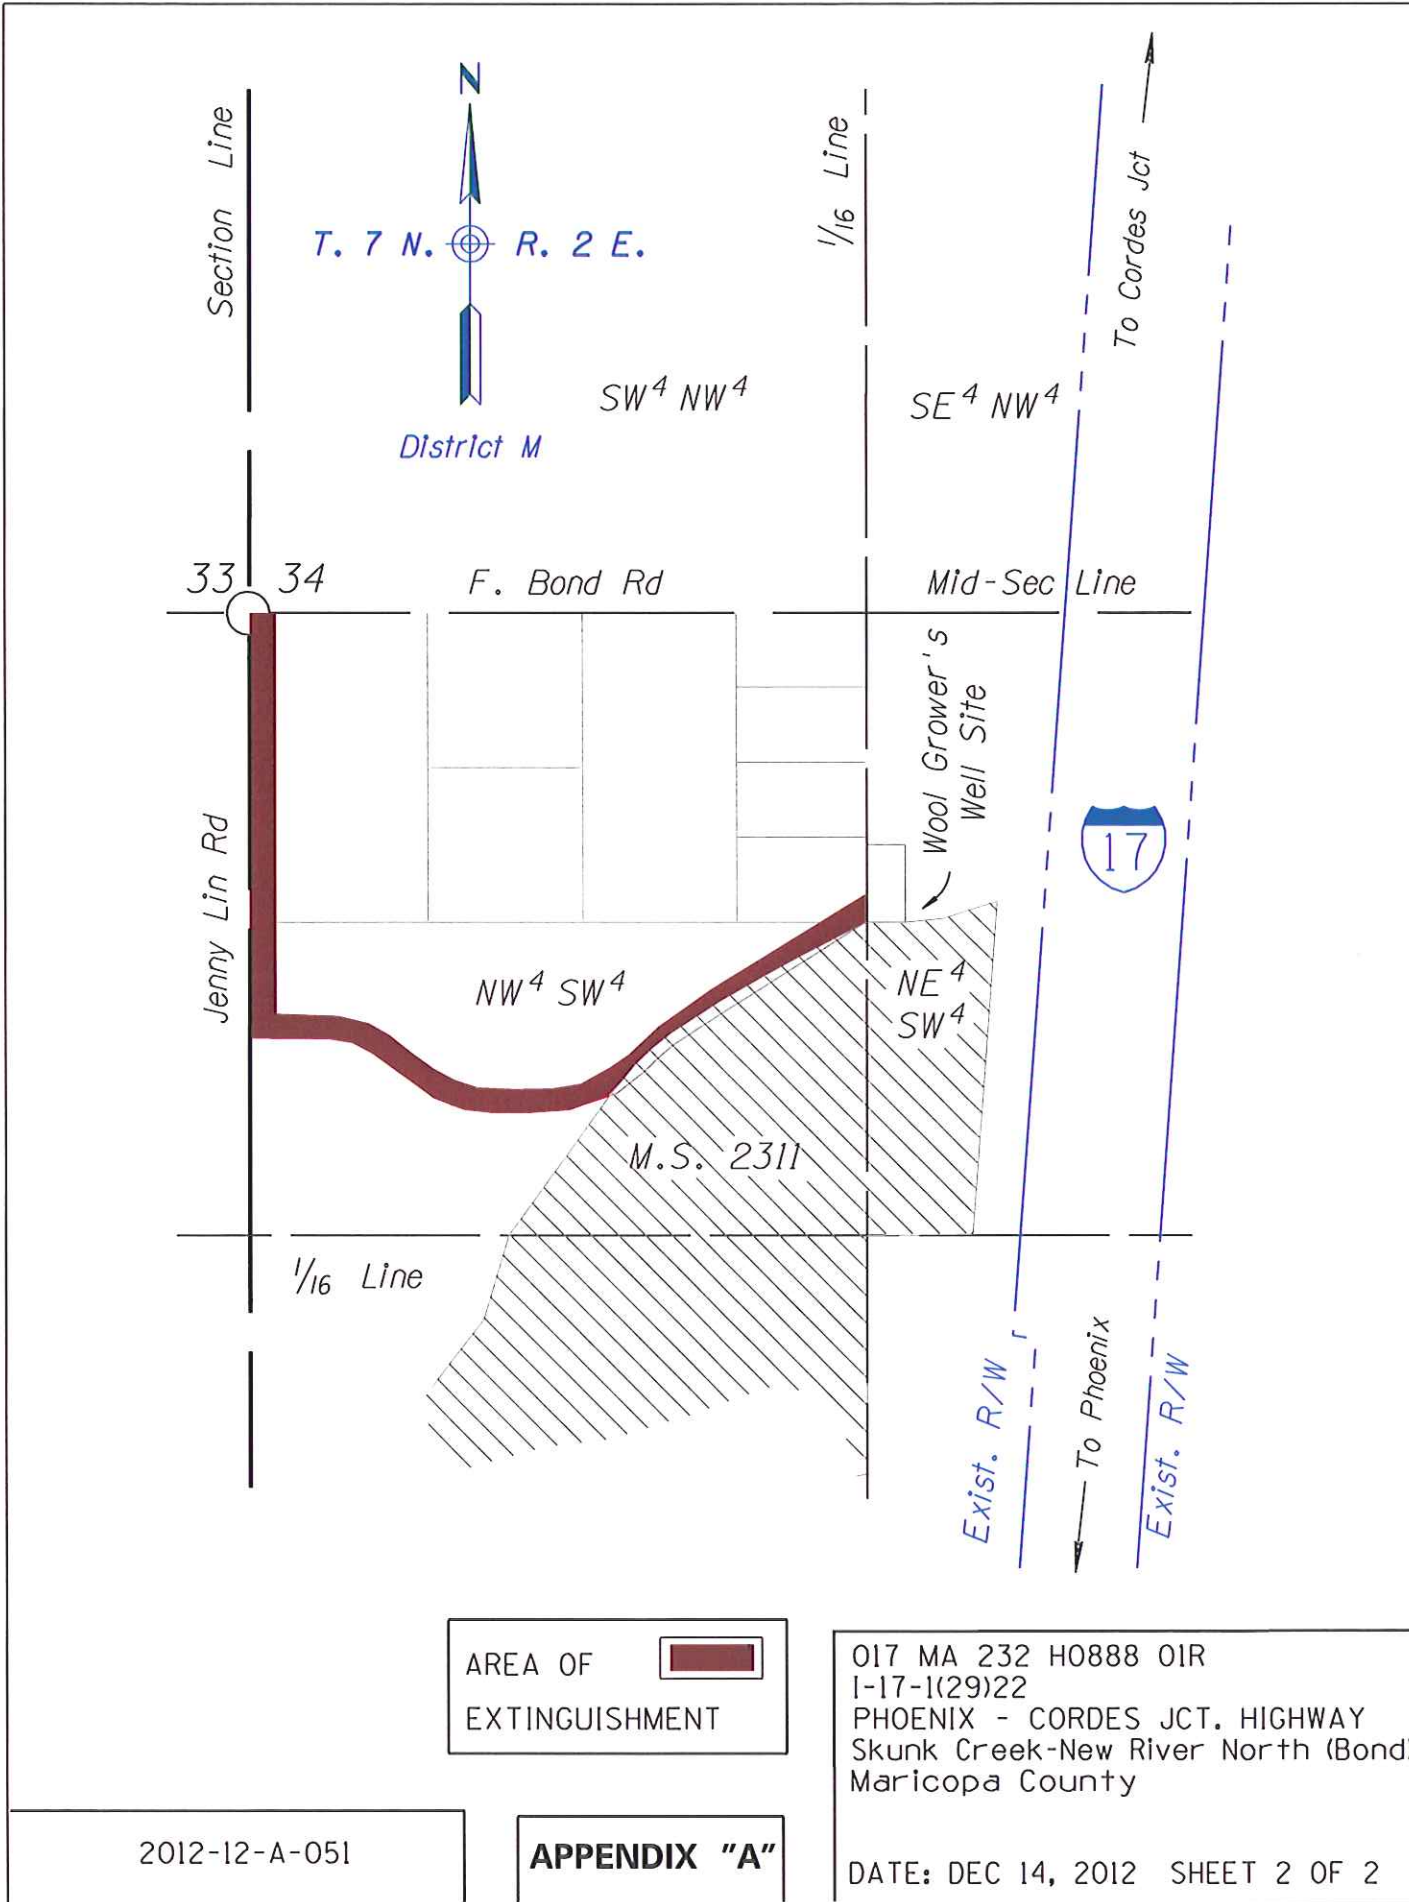 N
Section Line
1/16 Line
To Cordes Jct
T. 7 N. R. 2 E.
SW4 NW4
SE4 NW4
District M
33 34
F. Bond Rd
Mid-Sec Line
Wool Grower's
Well Site
17
Jenny Lin Rd
NW4 SW4
NE4
SW4
M.S. 2311
1/16 Line
Exist. R/W
To Phoenix
Exist. R/W
AREA OF
EXTINGUISHMENT
017 MA 232 H0888 01R
I-17-1(29)22
PHOENIX - CORDES JCT. HIGHWAY
Skunk Creek-New River North (Bond)
Maricopa County
DATE: DEC 14, 2012 SHEET 2 OF 2
2012-12-A-051
APPENDIX "A"